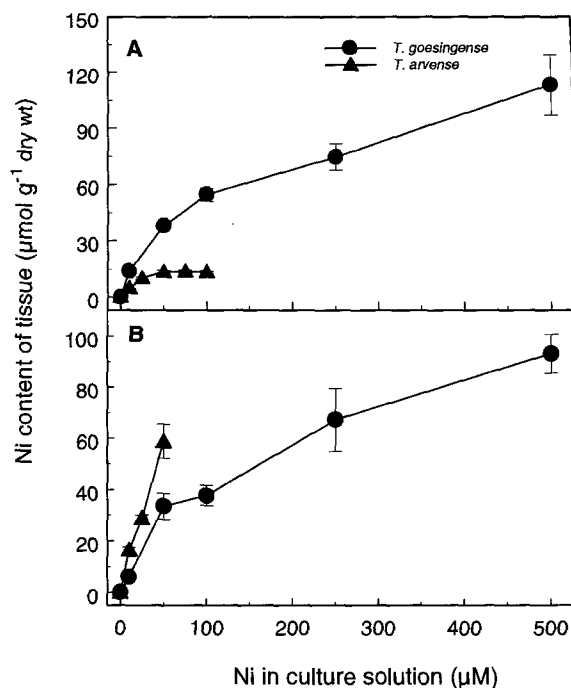 150
A
T. goesingense
T. arvense
120
90
60
30
0
Ni content of tissue (µmol g⁻¹ dry wt)
B
100
80
60
40
20
0
0 100 200 300 400 500
Ni in culture solution (µM)